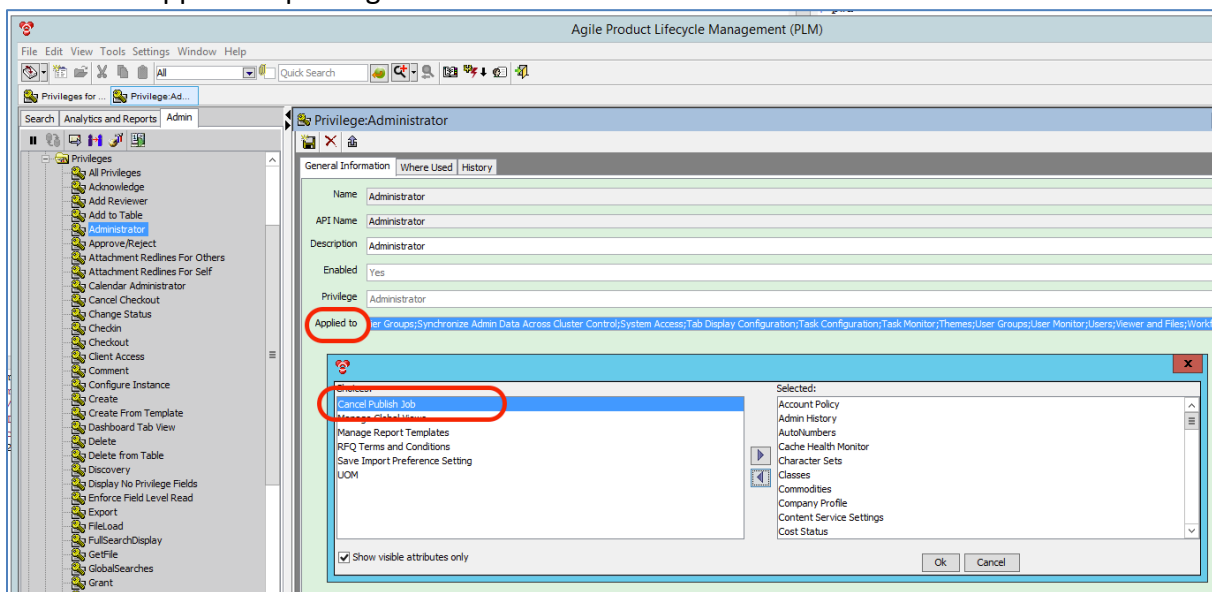 Agile Product Lifecycle Management (PLM)
File Edit View Tools Settings Window Help
All Quick Search
Privileges for ... Privilege:Ad...
Search Analytics and Reports Admin
Privilege:Administrator
General Information Where Used History
Privileges
All Privileges
Acknowledge
Add Reviewer
Add to Table
Administrator
Approve/Reject
Attachment Redlines For Others
Attachment Redlines For Self
Calendar Administrator
Cancel Checkout
Change Status
Checkin
Checkout
Client Access
Comment
Configure Instance
Create
Create From Template
Dashboard Tab View
Delete
Delete from Table
Discovery
Display No Privilege Fields
Enforce Field Level Read
Export
FileLoad
FullSearchDisplay
GetFile
GlobalSearches
Grant
Name Administrator
API Name Administrator
Description Administrator
Enabled Yes
Privilege Administrator
Applied to ser Groups;Synchronize Admin Data Across Cluster Control;System Access;Tab Display Configuration;Task Configuration;Task Monitor;Themes;User Groups;User Monitor;Users;Viewer and Files;Workf
Choices:
Cancel Publish Job
Manage Global Views
Manage Report Templates
RFQ Terms and Conditions
Save Import Preference Setting
UOM
Selected:
Account Policy
Admin History
AutoNumbers
Cache Health Monitor
Character Sets
Classes
Commodities
Company Profile
Content Service Settings
Cost Status
Show visible attributes only
Ok Cancel